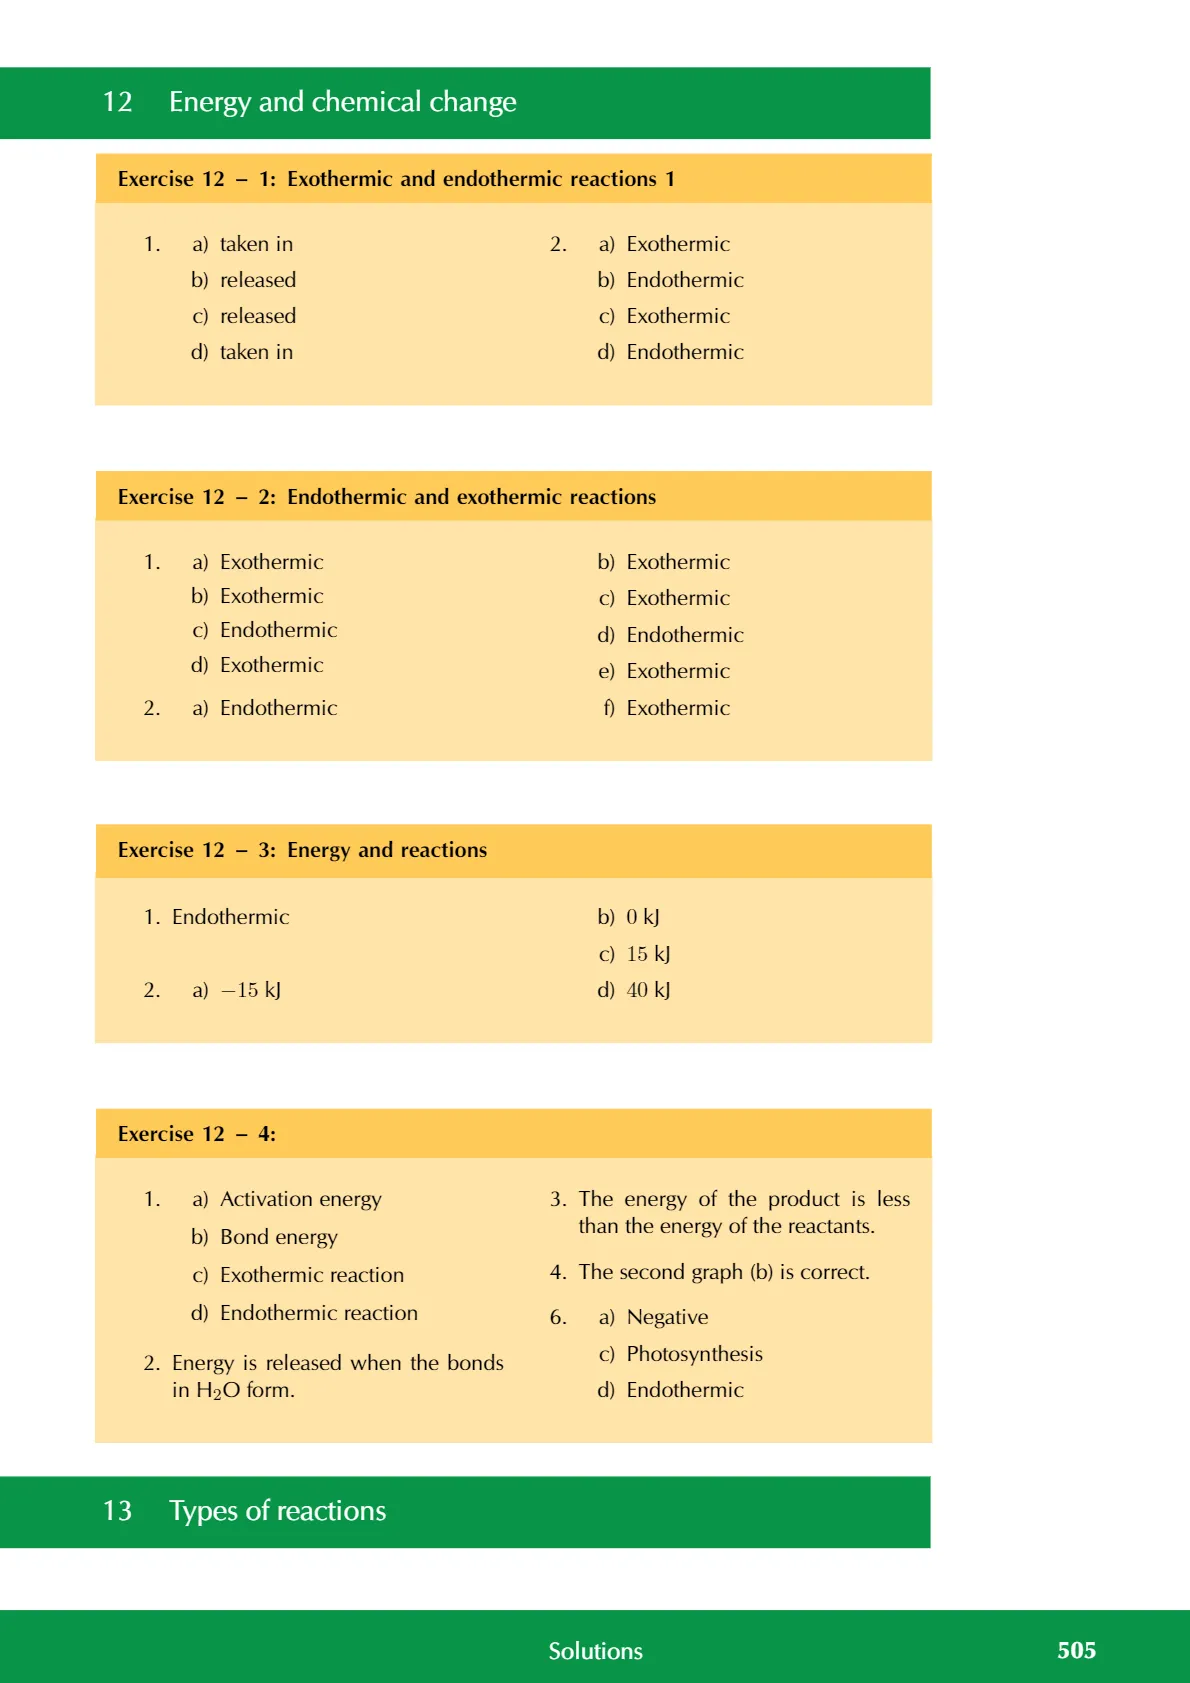 12 Energy and chemical change
Exercise 12 – 1: Exothermic and endothermic reactions 1
1. a) taken in
b) released
c) released
d) taken in
2. a) Exothermic
b) Endothermic
c) Exothermic
d) Endothermic
Exercise 12 – 2: Endothermic and exothermic reactions
1. a) Exothermic
b) Exothermic
c) Endothermic
d) Exothermic
2. a) Endothermic
b) Exothermic
c) Exothermic
d) Endothermic
e) Exothermic
f) Exothermic
Exercise 12 – 3: Energy and reactions
1. Endothermic
2. a) −15 kJ
b) 0 kJ
c) 15 kJ
d) 40 kJ
Exercise 12 – 4:
1. a) Activation energy
b) Bond energy
c) Exothermic reaction
d) Endothermic reaction
2. Energy is released when the bonds
in H₂O form.
3. The energy of the product is less
than the energy of the reactants.
4. The second graph (b) is correct.
6. a) Negative
c) Photosynthesis
d) Endothermic
13 Types of reactions
Solutions 505